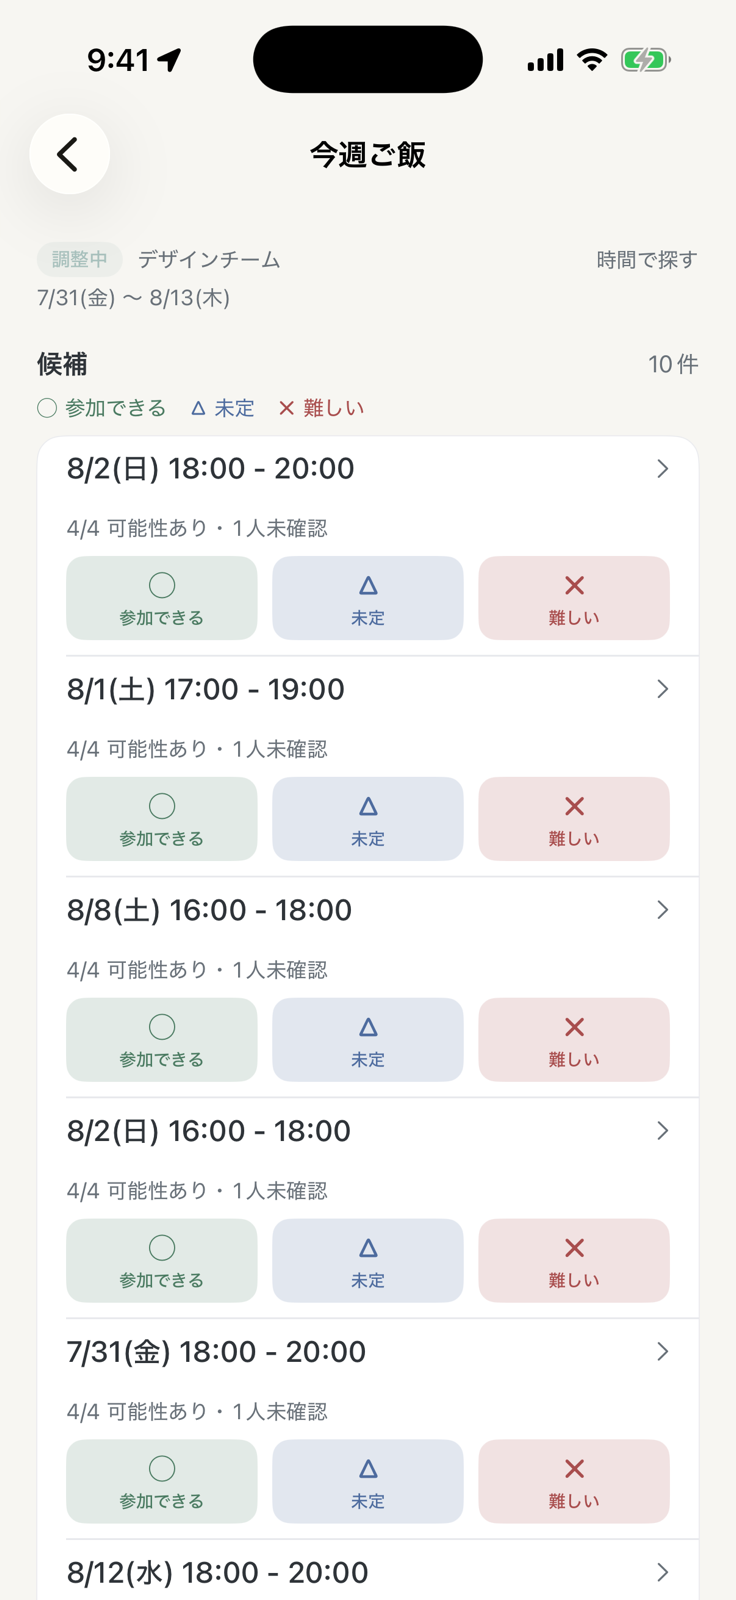 9:41
今週ご飯
調整中 デザインチーム 時間で探す
7/31(金) 〜 8/13(木)
候補 10 件
○ 参加できる △ 未定 × 難しい
8/2(日) 18:00 - 20:00
4/4 可能性あり・1人未確認
○ △ ×
参加できる 未定 難しい
8/1(土) 17:00 - 19:00
4/4 可能性あり・1人未確認
○ △ ×
参加できる 未定 難しい
8/8(土) 16:00 - 18:00
4/4 可能性あり・1人未確認
○ △ ×
参加できる 未定 難しい
8/2(日) 16:00 - 18:00
4/4 可能性あり・1人未確認
○ △ ×
参加できる 未定 難しい
7/31(金) 18:00 - 20:00
4/4 可能性あり・1人未確認
○ △ ×
参加できる 未定 難しい
8/12(水) 18:00 - 20:00